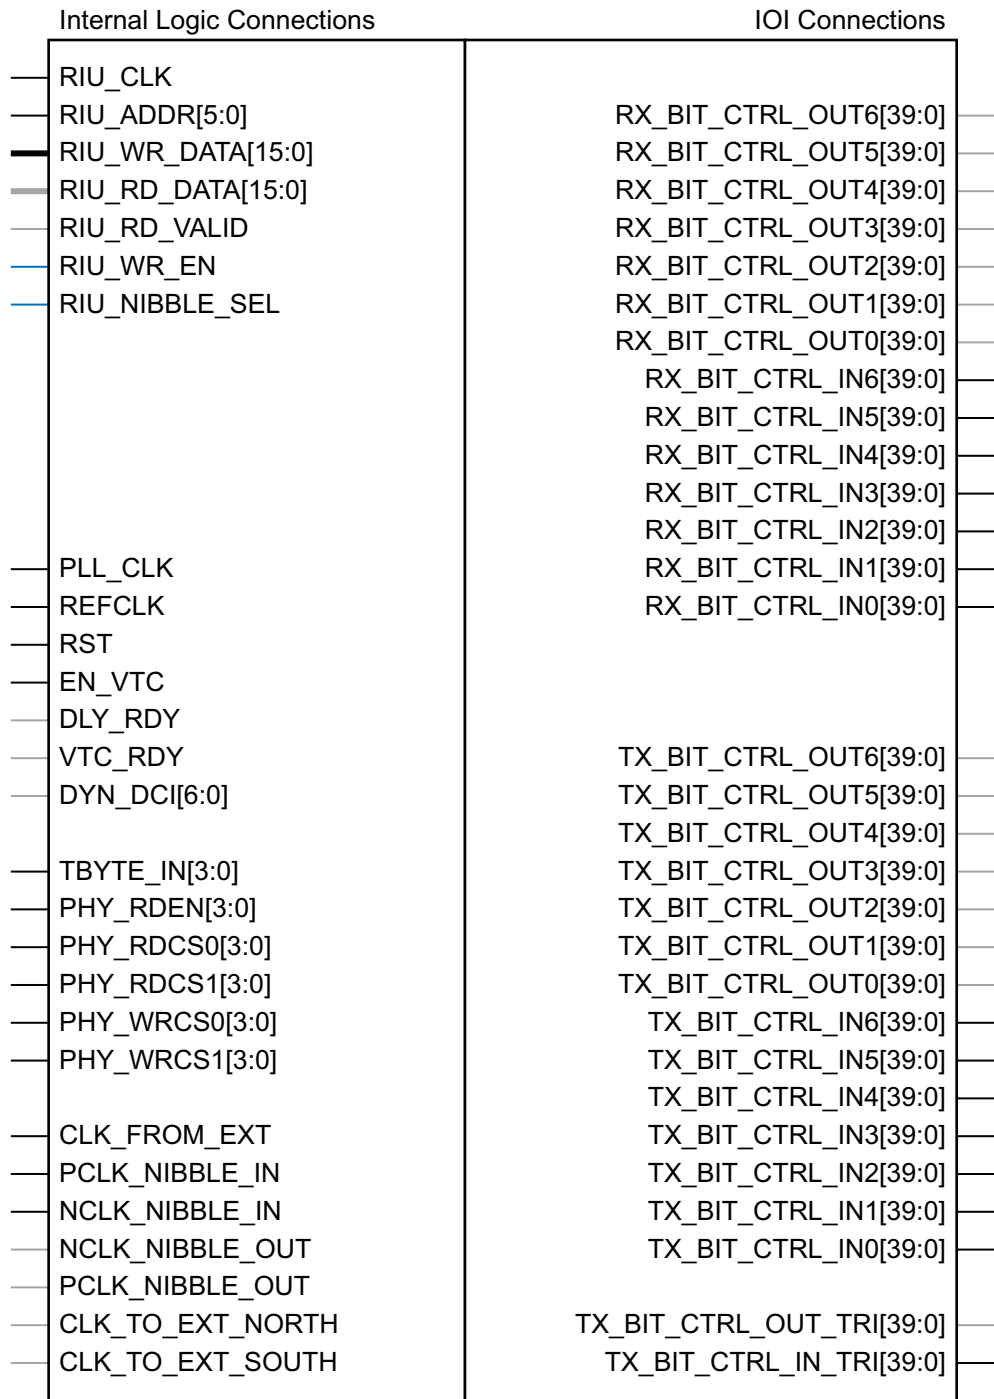 Internal Logic Connections
RIU_CLK
RIU_ADDR[5:0]
RIU_WR_DATA[15:0]
RIU_RD_DATA[15:0]
RIU_RD_VALID
RIU_WR_EN
RIU_NIBBLE_SEL
PLL_CLK
REFCLK
RST
EN_VTC
DLY_RDY
VTC_RDY
DYN_DCI[6:0]
TBYTE_IN[3:0]
PHY_RDEN[3:0]
PHY_RDCS0[3:0]
PHY_RDCS1[3:0]
PHY_WRCS0[3:0]
PHY_WRCS1[3:0]
CLK_FROM_EXT
PCLK_NIBBLE_IN
NCLK_NIBBLE_IN
NCLK_NIBBLE_OUT
PCLK_NIBBLE_OUT
CLK_TO_EXT_NORTH
CLK_TO_EXT_SOUTH
IOI Connections
RX_BIT_CTRL_OUT6[39:0]
RX_BIT_CTRL_OUT5[39:0]
RX_BIT_CTRL_OUT4[39:0]
RX_BIT_CTRL_OUT3[39:0]
RX_BIT_CTRL_OUT2[39:0]
RX_BIT_CTRL_OUT1[39:0]
RX_BIT_CTRL_OUT0[39:0]
RX_BIT_CTRL_IN6[39:0]
RX_BIT_CTRL_IN5[39:0]
RX_BIT_CTRL_IN4[39:0]
RX_BIT_CTRL_IN3[39:0]
RX_BIT_CTRL_IN2[39:0]
RX_BIT_CTRL_IN1[39:0]
RX_BIT_CTRL_IN0[39:0]
TX_BIT_CTRL_OUT6[39:0]
TX_BIT_CTRL_OUT5[39:0]
TX_BIT_CTRL_OUT4[39:0]
TX_BIT_CTRL_OUT3[39:0]
TX_BIT_CTRL_OUT2[39:0]
TX_BIT_CTRL_OUT1[39:0]
TX_BIT_CTRL_OUT0[39:0]
TX_BIT_CTRL_IN6[39:0]
TX_BIT_CTRL_IN5[39:0]
TX_BIT_CTRL_IN4[39:0]
TX_BIT_CTRL_IN3[39:0]
TX_BIT_CTRL_IN2[39:0]
TX_BIT_CTRL_IN1[39:0]
TX_BIT_CTRL_IN0[39:0]
TX_BIT_CTRL_OUT_TRI[39:0]
TX_BIT_CTRL_IN_TRI[39:0]